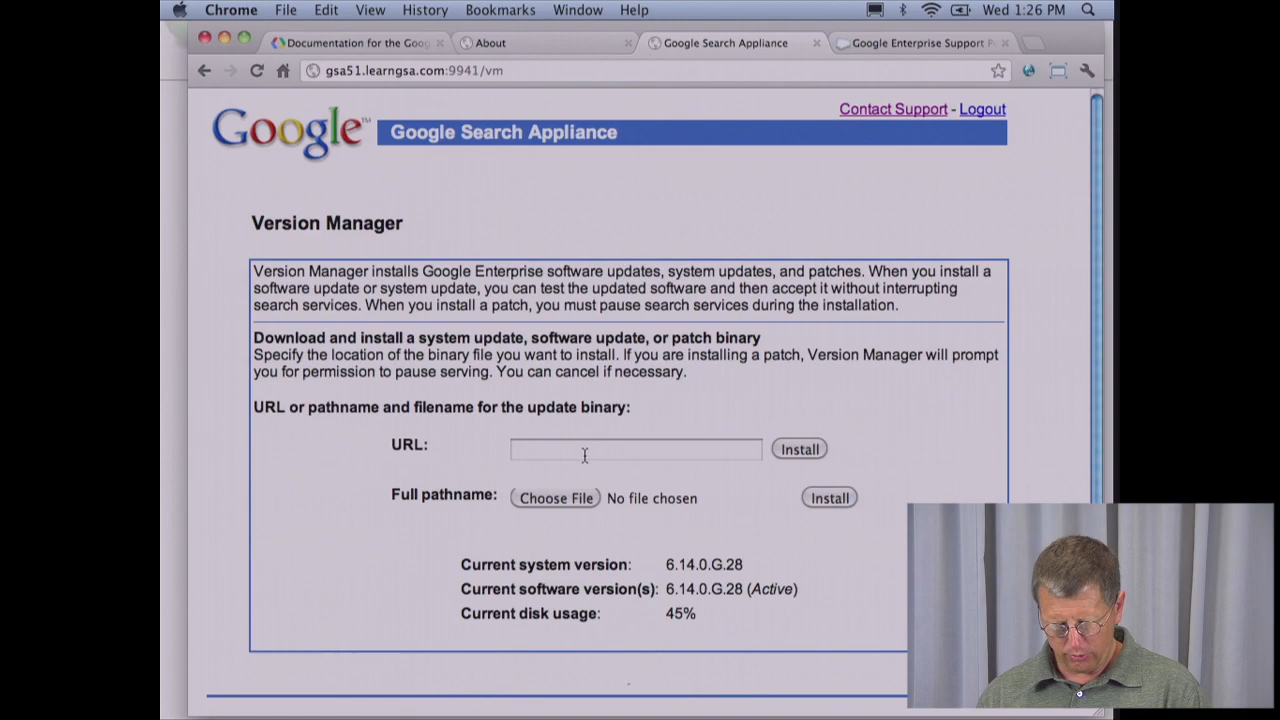 Chrome File Edit View History Bookmarks Window Help Wed 1:26 PM
Documentation for the Goog × About × Google Search Appliance × Google Enterprise Support P ×
gsa51.learngsa.com:9941/vm
Contact Support - Logout
Google™
Google Search Appliance
Version Manager
Version Manager installs Google Enterprise software updates, system updates, and patches. When you install a
software update or system update, you can test the updated software and then accept it without interrupting
search services. When you install a patch, you must pause search services during the installation.
Download and install a system update, software update, or patch binary
Specify the location of the binary file you want to install. If you are installing a patch, Version Manager will prompt
you for permission to pause serving. You can cancel if necessary.
URL or pathname and filename for the update binary:
URL: Install
Full pathname: Choose File No file chosen Install
Current system version: 6.14.0.G.28
Current software version(s): 6.14.0.G.28 (Active)
Current disk usage: 45%